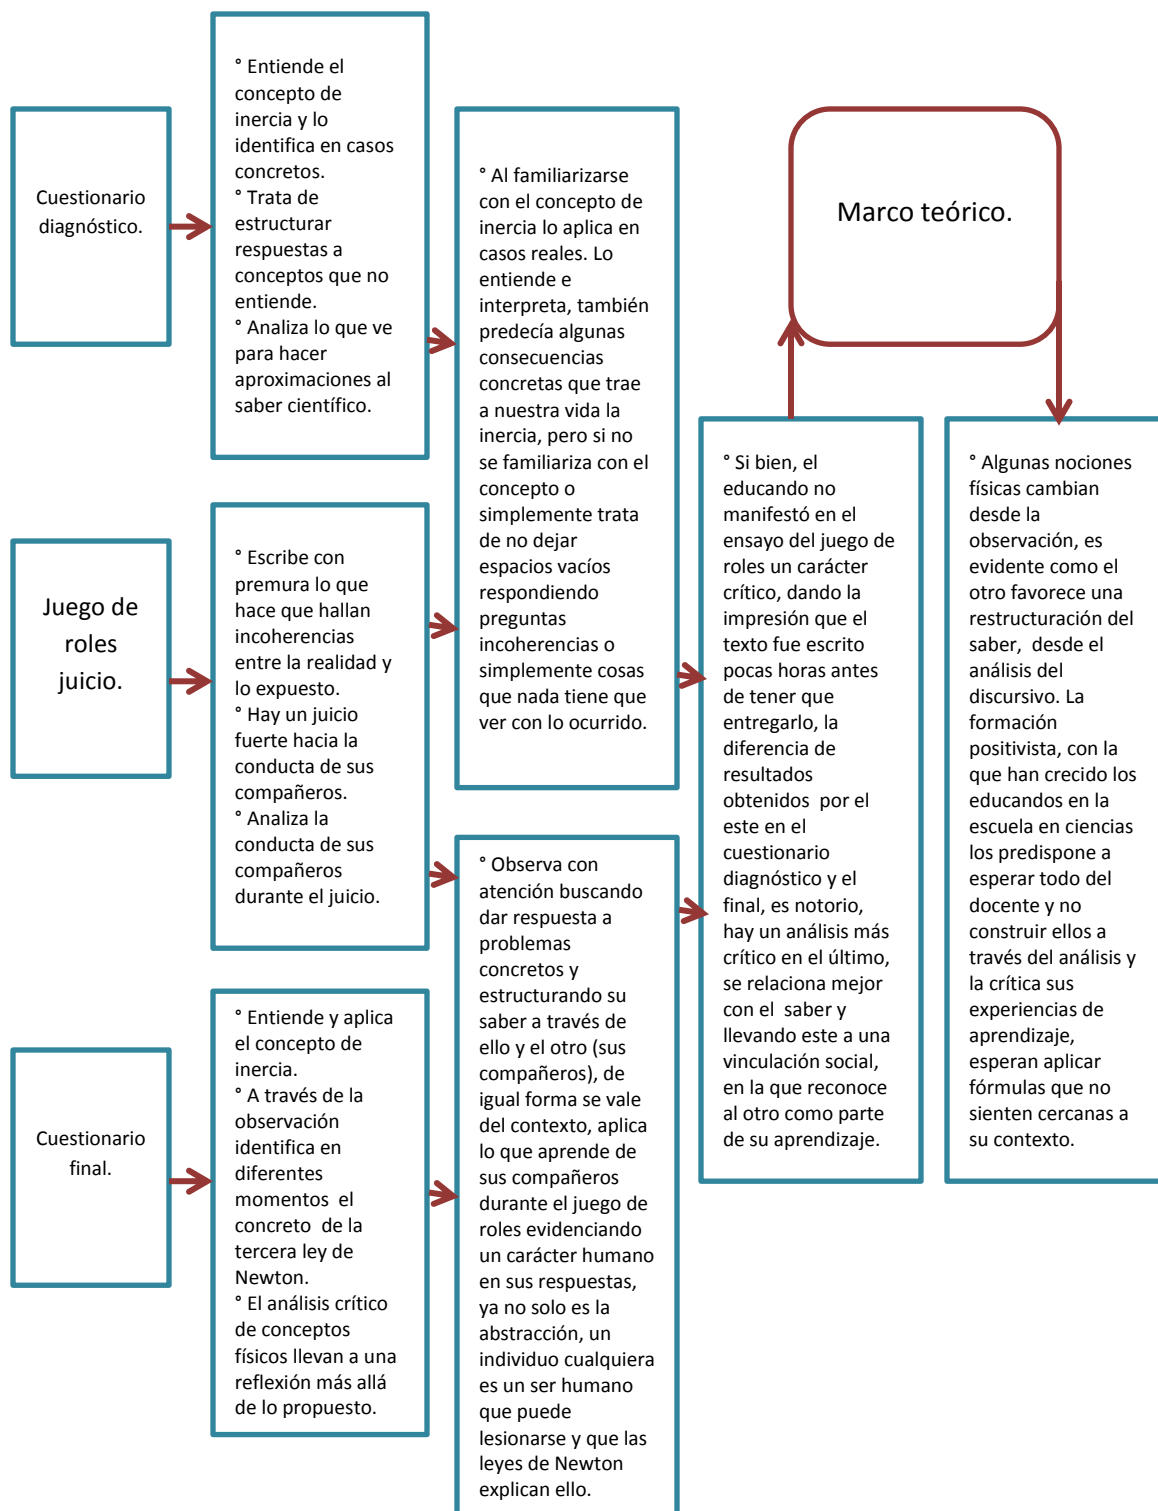 Cuestionario
diagnóstico.
° Entiende el
concepto de
inercia y lo
identifica en casos
concretos.
° Trata de
estructurar
respuestas a
conceptos que no
entiende.
° Analiza lo que ve
para hacer
aproximaciones al
saber científico.
Juego de
roles
juicio.
° Escribe con
premura lo que
hace que hallan
incoherencias
entre la realidad y
lo expuesto.
° Hay un juicio
fuerte hacia la
conducta de sus
compañeros.
° Analiza la
conducta de sus
compañeros
durante el juicio.
Cuestionario
final.
° Entiende y aplica
el concepto de
inercia.
° A través de la
observación
identifica en
diferentes
momentos el
concreto de la
tercera ley de
Newton.
° El análisis crítico
de conceptos
físicos llevan a una
reflexión más allá
de lo propuesto.
° Al familiarizarse
con el concepto de
inercia lo aplica en
casos reales. Lo
entiende e
interpreta, también
predecía algunas
consecuencias
concretas que trae
a nuestra vida la
inercia, pero si no
se familiariza con el
concepto o
simplemente trata
de no dejar
espacios vacíos
respondiendo
preguntas
incoherencias o
simplemente cosas
que nada tiene que
ver con lo ocurrido.
° Observa con
atención buscando
dar respuesta a
problemas
concretos y
estructurando su
saber a través de
ello y el otro (sus
compañeros), de
igual forma se vale
del contexto, aplica
lo que aprende de
sus compañeros
durante el juego de
roles evidenciando
un carácter humano
en sus respuestas,
ya no solo es la
abstracción, un
individuo cualquiera
es un ser humano
que puede
lesionarse y que las
leyes de Newton
explican ello.
° Si bien, el
educando no
manifestó en el
ensayo del juego de
roles un carácter
crítico, dando la
impresión que el
texto fue escrito
pocas horas antes
de tener que
entregarlo, la
diferencia de
resultados
obtenidos por el
este en el
cuestionario
diagnóstico y el
final, es notorio,
hay un análisis más
crítico en el último,
se relaciona mejor
con el saber y
llevando este a una
vinculación social,
en la que reconoce
al otro como parte
de su aprendizaje.
Marco teórico.
° Algunas nociones
físicas cambian
desde la
observación, es
evidente como el
otro favorece una
restructuración del
saber, desde el
análisis del
discursivo. La
formación
positivista, con la
que han crecido los
educandos en la
escuela en ciencias
los predispone a
esperar todo del
docente y no
construir ellos a
través del análisis y
la crítica sus
experiencias de
aprendizaje,
esperan aplicar
fórmulas que no
sienten cercanas a
su contexto.